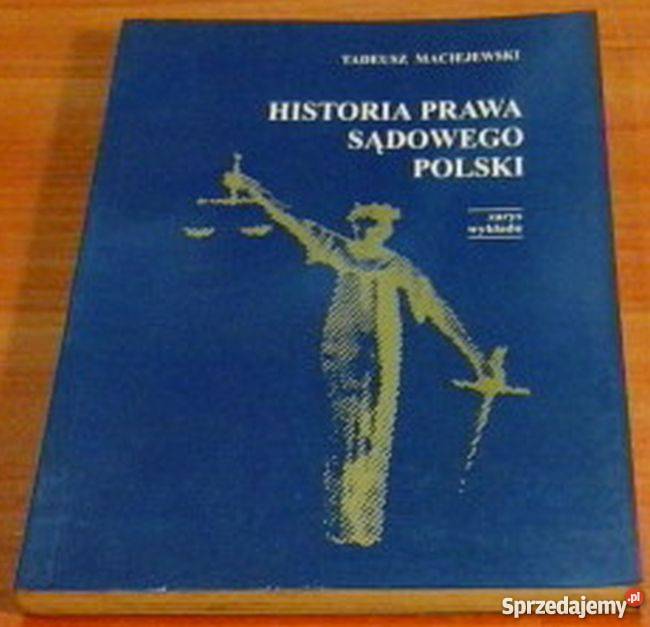 TADEUSZ MACIEJEWSKI
HISTORIA PRAWA
SĄDOWEGO
POLSKI
zarys
wykładu
Sprzedajemy.pl